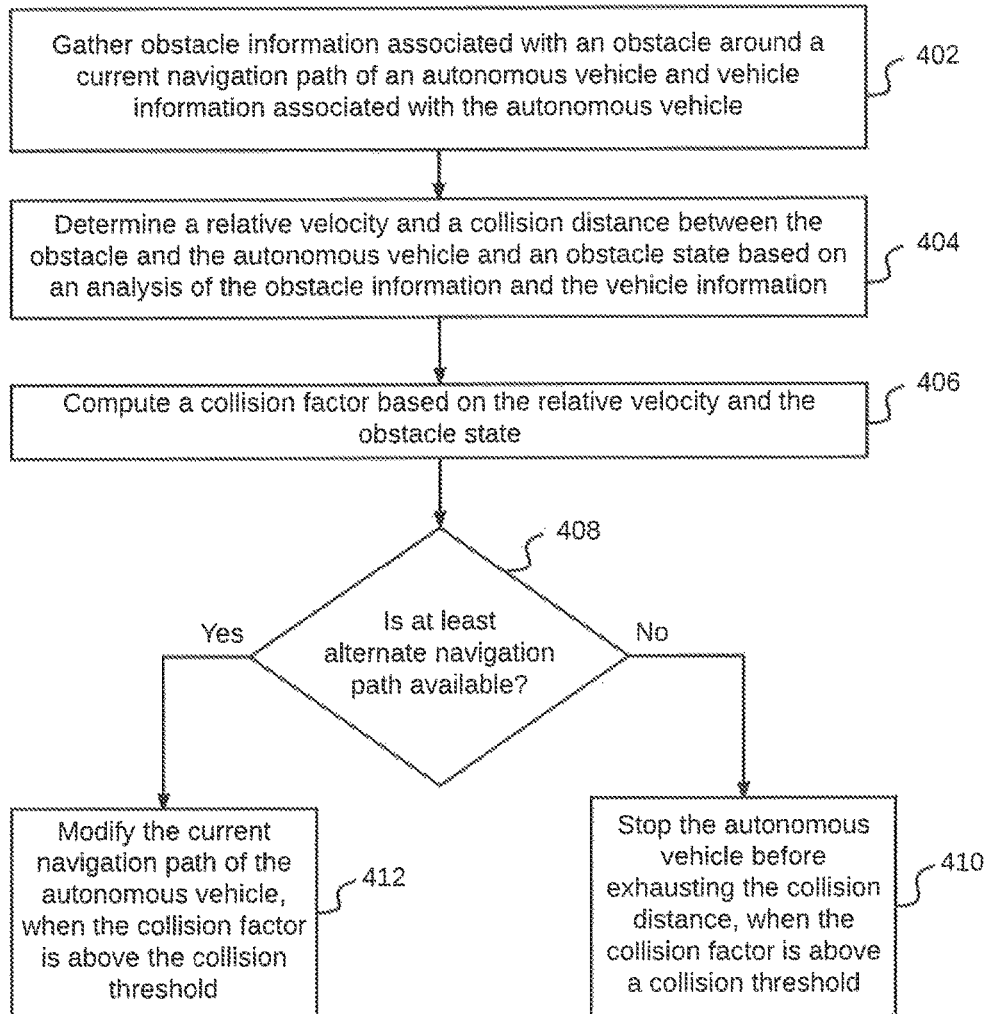 Gather obstacle information associated with an obstacle around a
current navigation path of an autonomous vehicle and vehicle
information associated with the autonomous vehicle
402
Determine a relative velocity and a collision distance between the
obstacle and the autonomous vehicle and an obstacle state based on
an analysis of the obstacle information and the vehicle information
404
Compute a collision factor based on the relative velocity and the
obstacle state
406
408
Is at least
alternate navigation
path available?
Yes
No
Modify the current
navigation path of the
autonomous vehicle,
when the collision factor
is above the collision
threshold
412
Stop the autonomous
vehicle before
exhausting the collision
distance, when the
collision factor is above
a collision threshold
410